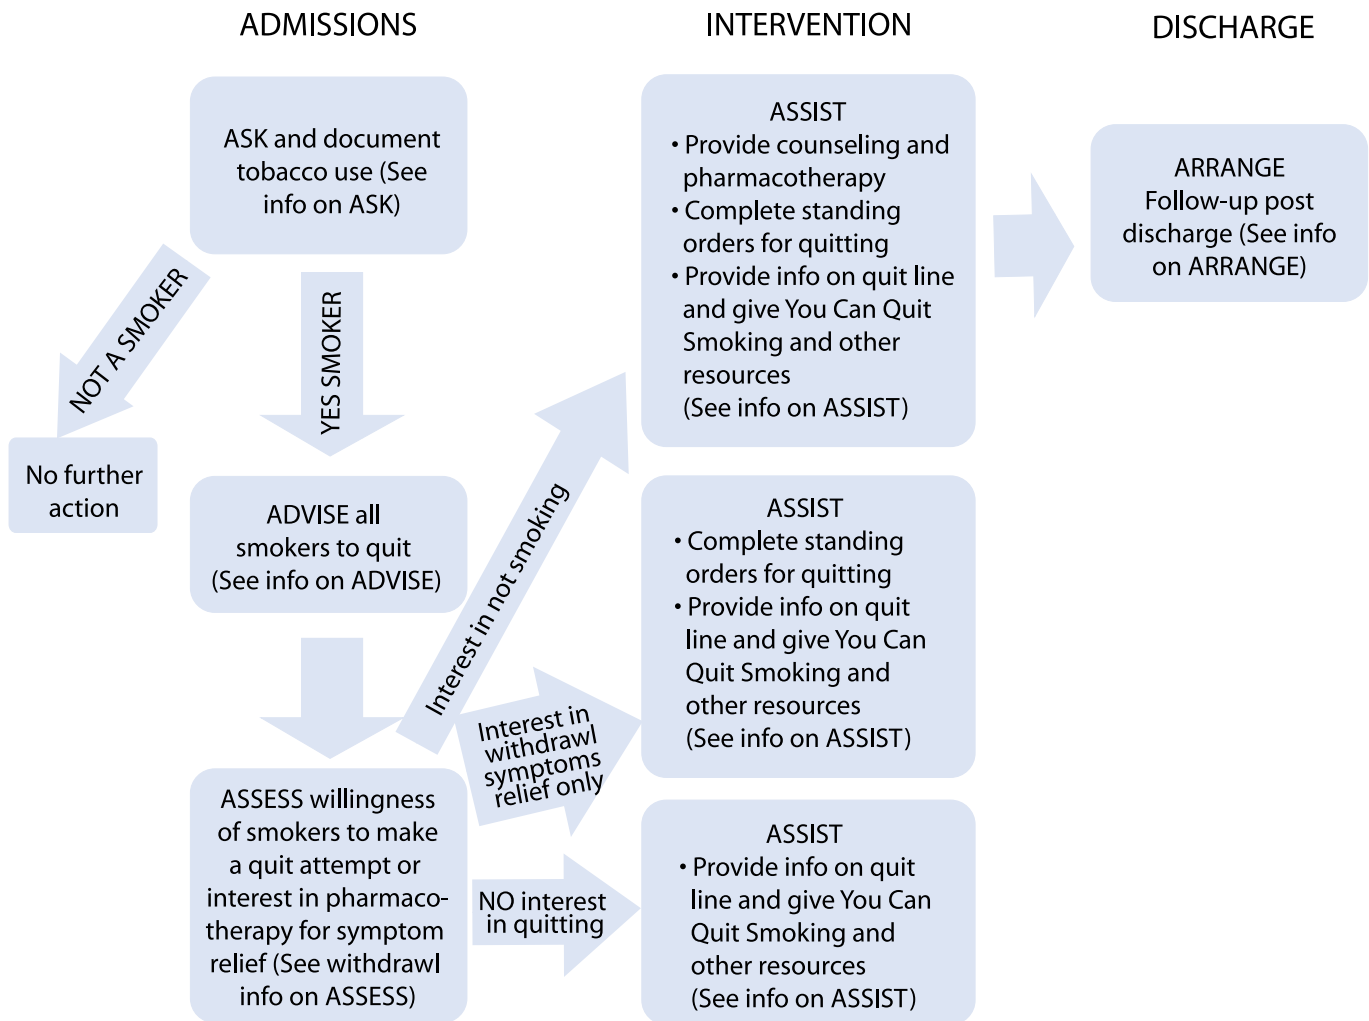 ADMISSIONS
INTERVENTION
DISCHARGE
ASK and document
tobacco use (See
info on ASK)
NOT A SMOKER
YES SMOKER
No further
action
ADVISE all
smokers to quit
(See info on ADVISE)
ASSESS willingness
of smokers to make
a quit attempt or
interest in pharmaco-
therapy for symptom
relief (See withdrawl
info on ASSESS)
Interest in not smoking
Interest in
withdrawl
symptoms
relief only
NO interest
in quitting
ASSIST
• Provide counseling and
pharmacotherapy
• Complete standing
orders for quitting
• Provide info on quit line
and give You Can Quit
Smoking and other
resources
(See info on ASSIST)
ASSIST
• Complete standing
orders for quitting
• Provide info on quit
line and give You Can
Quit Smoking and
other resources
(See info on ASSIST)
ASSIST
• Provide info on quit
line and give You Can
Quit Smoking and
other resources
(See info on ASSIST)
ARRANGE
Follow-up post
discharge (See info
on ARRANGE)